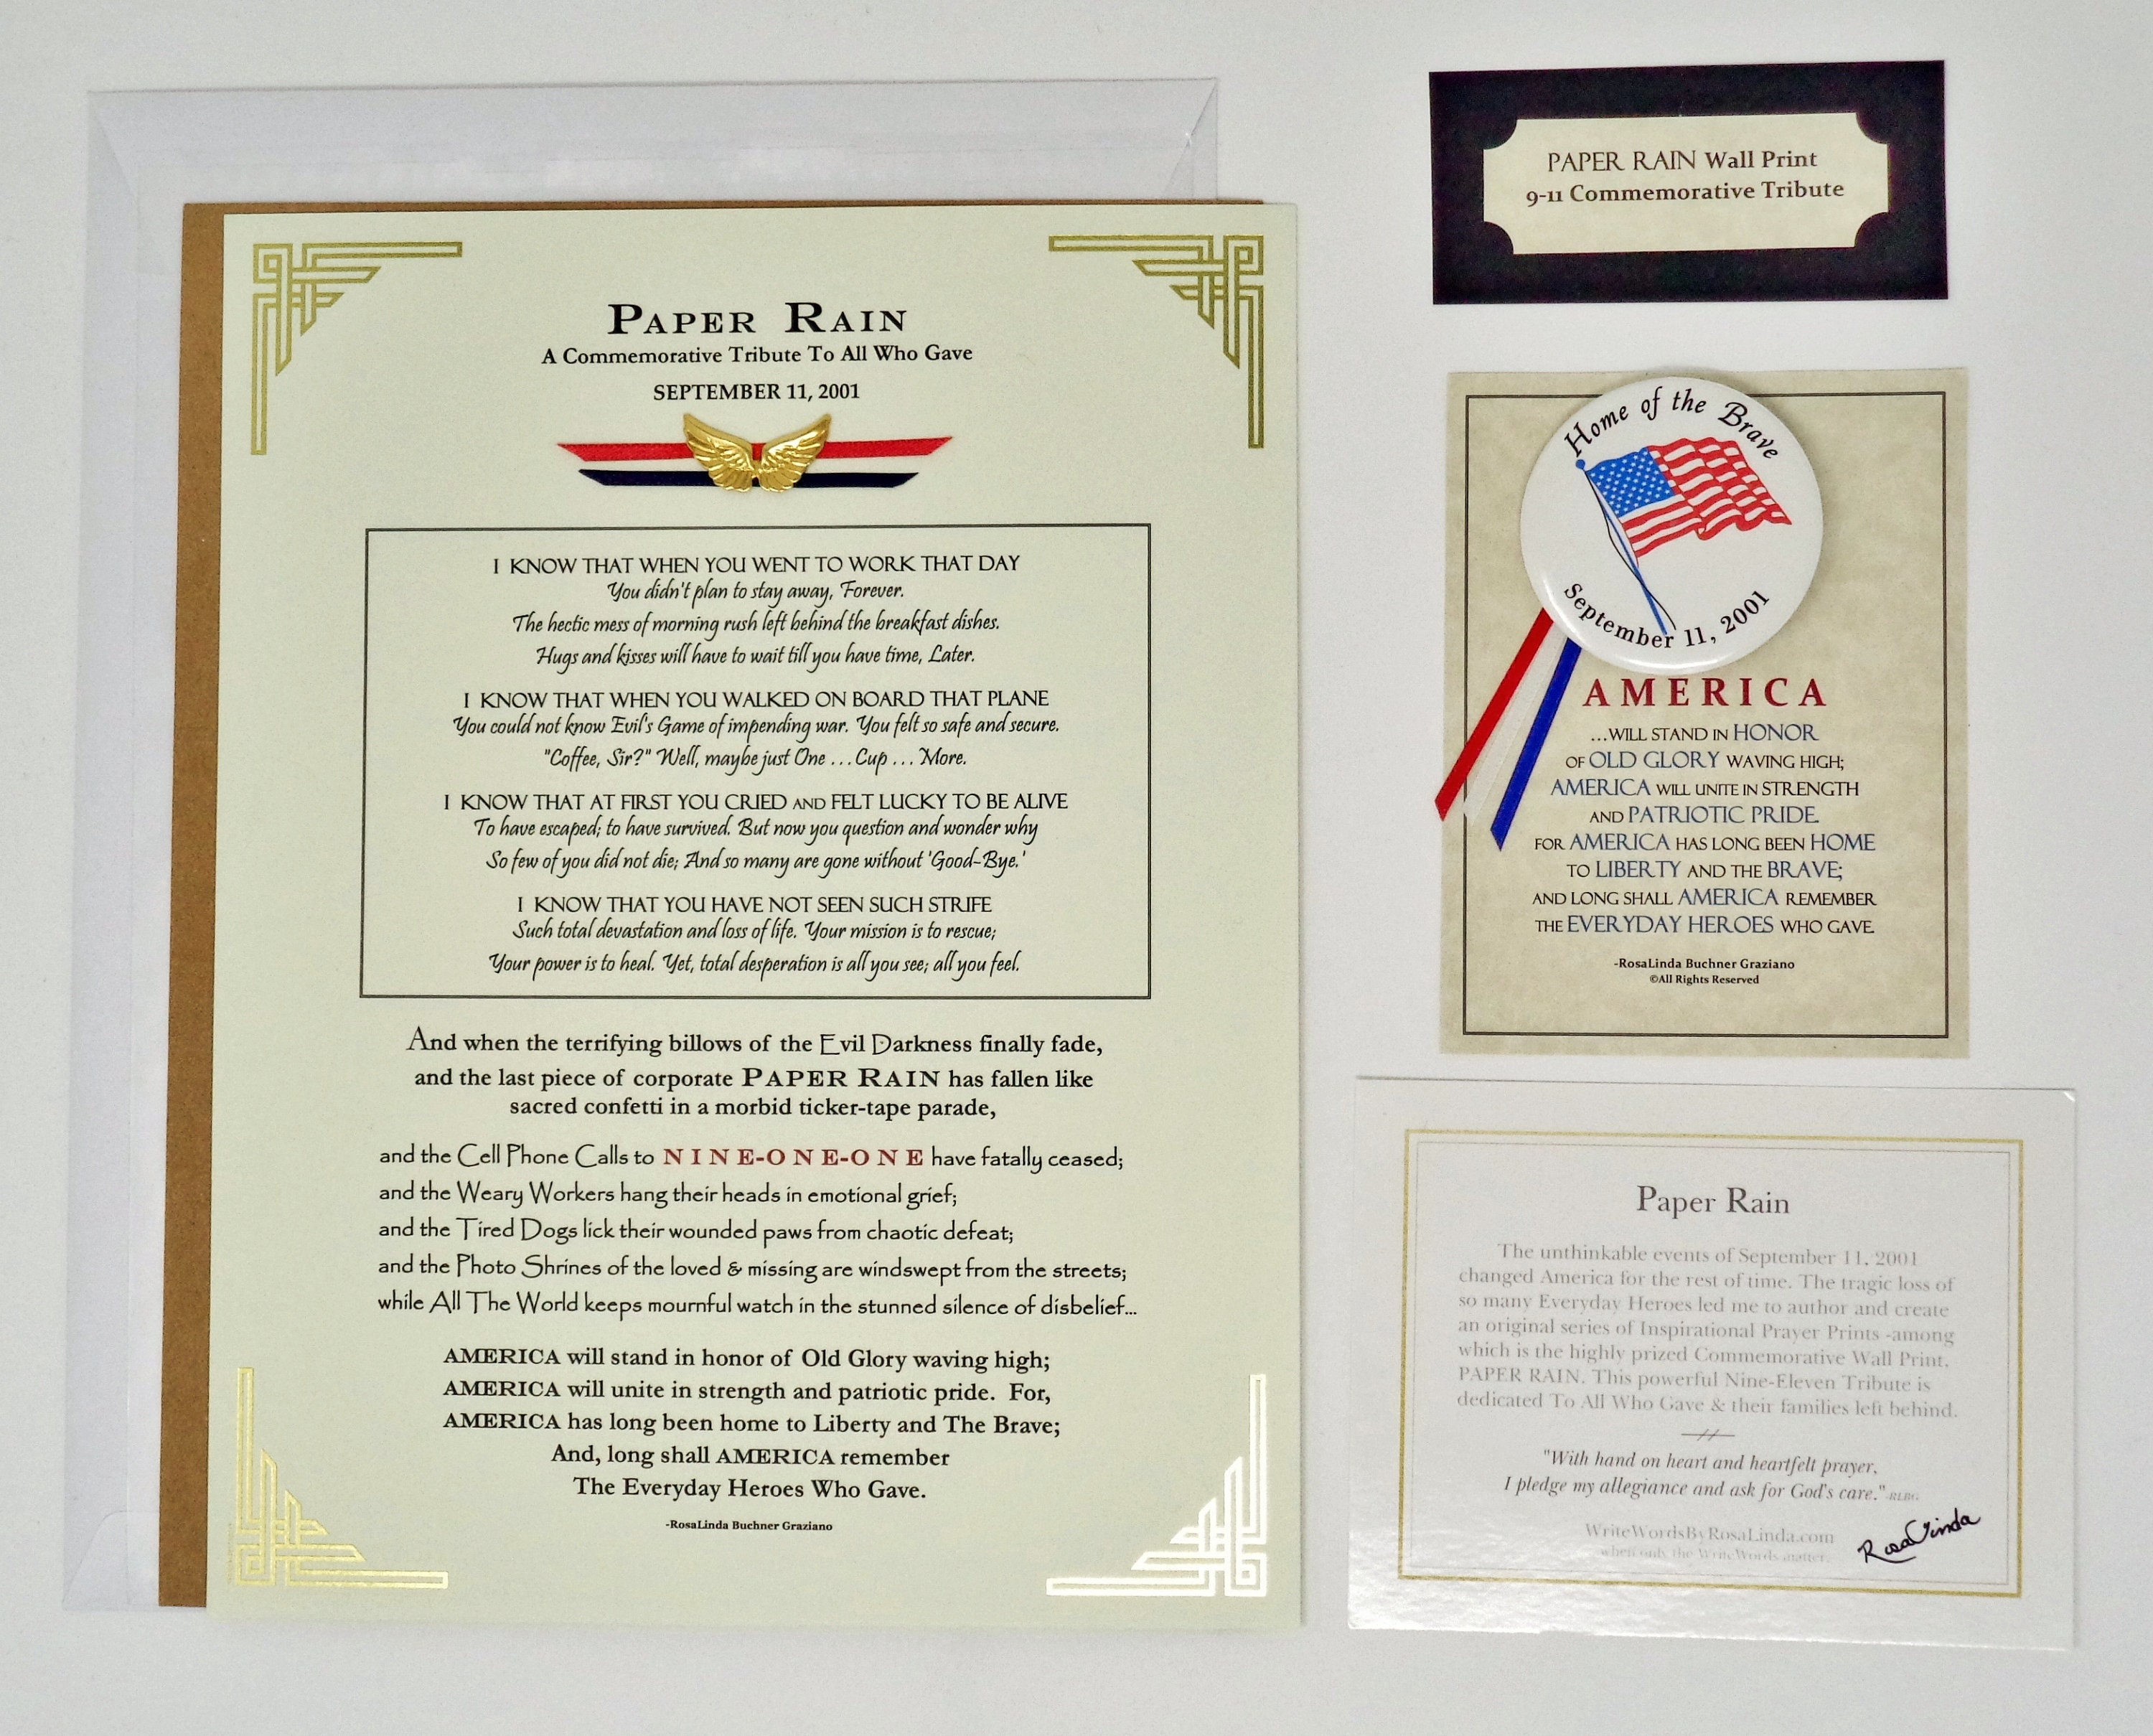 PAPER RAIN
A Commemorative Tribute To All Who Gave
SEPTEMBER 11, 2001
I KNOW THAT WHEN YOU WENT TO WORK THAT DAY
You didn't plan to stay away, Forever.
The hectic mess of morning rush left behind the breakfast dishes.
Hugs and kisses will have to wait till you have time, Later.
I KNOW THAT WHEN YOU WALKED ON BOARD THAT PLANE
You could not know Evil's Game of impending war. You felt so safe and secure.
"Coffee, Sir?" Well, maybe just One ... Cup ... More.
I KNOW THAT AT FIRST YOU CRIED AND FELT LUCKY TO BE ALIVE
To have escaped; to have survived. But now you question and wonder why
So few of you did not die; And so many are gone without 'Good-Bye.'
I KNOW THAT YOU HAVE NOT SEEN SUCH STRIFE
Such total devastation and loss of life. Your mission is to rescue;
Your power is to heal. Yet, total desperation is all you see; all you feel.
And when the terrifying billows of the Evil Darkness finally fade,
and the last piece of corporate PAPER RAIN has fallen like
sacred confetti in a morbid ticker-tape parade,
and the Cell Phone Calls to NINE-ONE-ONE have fatally ceased;
and the Weary Workers hang their heads in emotional grief;
and the Tired Dogs lick their wounded paws from chaotic defeat;
and the Photo Shrines of the loved & missing are windswept from the streets;
while All The World keeps mournful watch in the stunned silence of disbelief...
AMERICA will stand in honor of Old Glory waving high;
AMERICA will unite in strength and patriotic pride. For,
AMERICA has long been home to Liberty and The Brave;
And, long shall AMERICA remember
The Everyday Heroes Who Gave.
-RosaLinda Buchner Graziano
PAPER RAIN Wall Print
9-11 Commemorative Tribute
Home of the Brave
September 11, 2001
AMERICA
...WILL STAND IN HONOR
OF OLD GLORY WAVING HIGH;
AMERICA WILL UNITE IN STRENGTH
AND PATRIOTIC PRIDE.
FOR AMERICA HAS LONG BEEN HOME
TO LIBERTY AND THE BRAVE;
AND LONG SHALL AMERICA REMEMBER
THE EVERYDAY HEROES WHO GAVE.
-RosaLinda Buchner Graziano
©All Rights Reserved
Paper Rain
The unthinkable events of September 11, 2001
changed America for the rest of time. The tragic loss of
so many Everyday Heroes led me to author and create
an original series of Inspirational Prayer Prints -among
which is the highly prized Commemorative Wall Print,
PAPER RAIN. This powerful Nine-Eleven Tribute is
dedicated To All Who Gave & their families left behind.
"With hand on heart and heartfelt prayer,
I pledge my allegiance and ask for God's care." -RLBG
WriteWordsByRosaLinda.com
when only the WriteWords matter.
RosaLinda